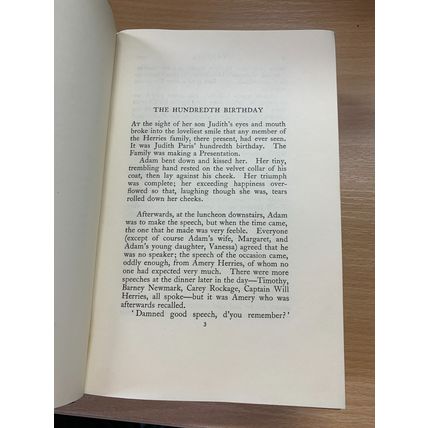 THE HUNDREDTH BIRTHDAY
AT the sight of her son Judith's eyes and mouth
broke into the loveliest smile that any member of
the Herries family, there present, had ever seen.
It was Judith Paris' hundredth birthday. The
Family was making a Presentation.
Adam bent down and kissed her. Her tiny,
trembling hand rested on the velvet collar of his
coat, then lay against his cheek. Her triumph
was complete; her exceeding happiness over-
flowed so that, laughing though she was, tears
rolled down her cheeks.
Afterwards, at the luncheon downstairs, Adam
was to make the speech, but when the time came,
the one that he made was very feeble. Everyone
(except of course Adam's wife, Margaret, and
Adam's young daughter, Vanessa) agreed that he
was no speaker; the speech of the occasion came,
oddly enough, from Amery Herries, of whom no
one had expected very much. There were more
speeches at the dinner later in the day—Timothy,
Barney Newmark, Carey Rockage, Captain Will
Herries, all spoke—but it was Amery who was
afterwards recalled.
'Damned good speech, d'you remember?'
3